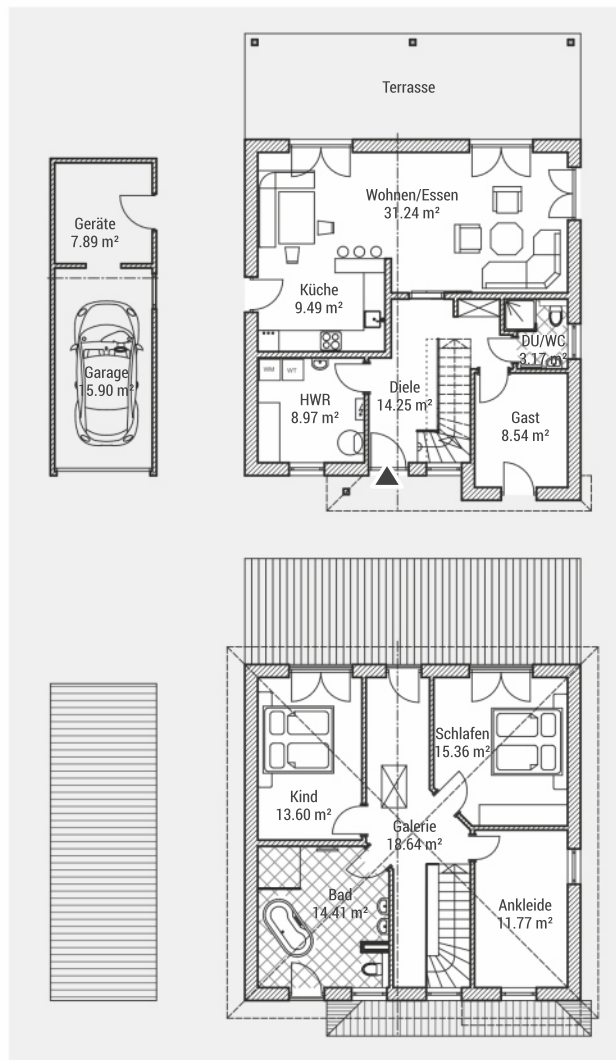 Terrasse
Wohnen/Essen
31.24 m²
Geräte
7.89 m²
Küche
9.49 m²
DU/WC
3.17 m²
Garage
15.90 m²
WM
WT
HWR
8.97 m²
Diele
14.25 m²
Gast
8.54 m²
Schlafen
15.36 m²
Kind
13.60 m²
Galerie
18.64 m²
Bad
14.41 m²
Ankleide
11.77 m²